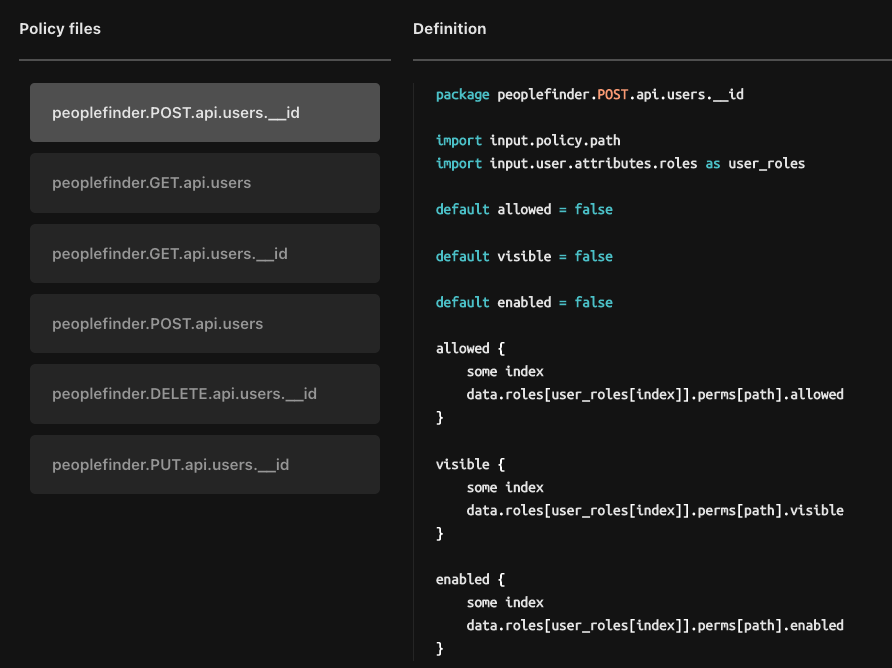 Policy files
peoplefinder.POST.api.users.__id
peoplefinder.GET.api.users
peoplefinder.GET.api.users.__id
peoplefinder.POST.api.users
peoplefinder.DELETE.api.users.__id
peoplefinder.PUT.api.users.__id
Definition
package peoplefinder.POST.api.users.__id
import input.policy.path
import input.user.attributes.roles as user_roles
default allowed = false
default visible = false
default enabled = false
allowed {
some index
data.roles[user_roles[index]].perms[path].allowed
}
visible {
some index
data.roles[user_roles[index]].perms[path].visible
}
enabled {
some index
data.roles[user_roles[index]].perms[path].enabled
}